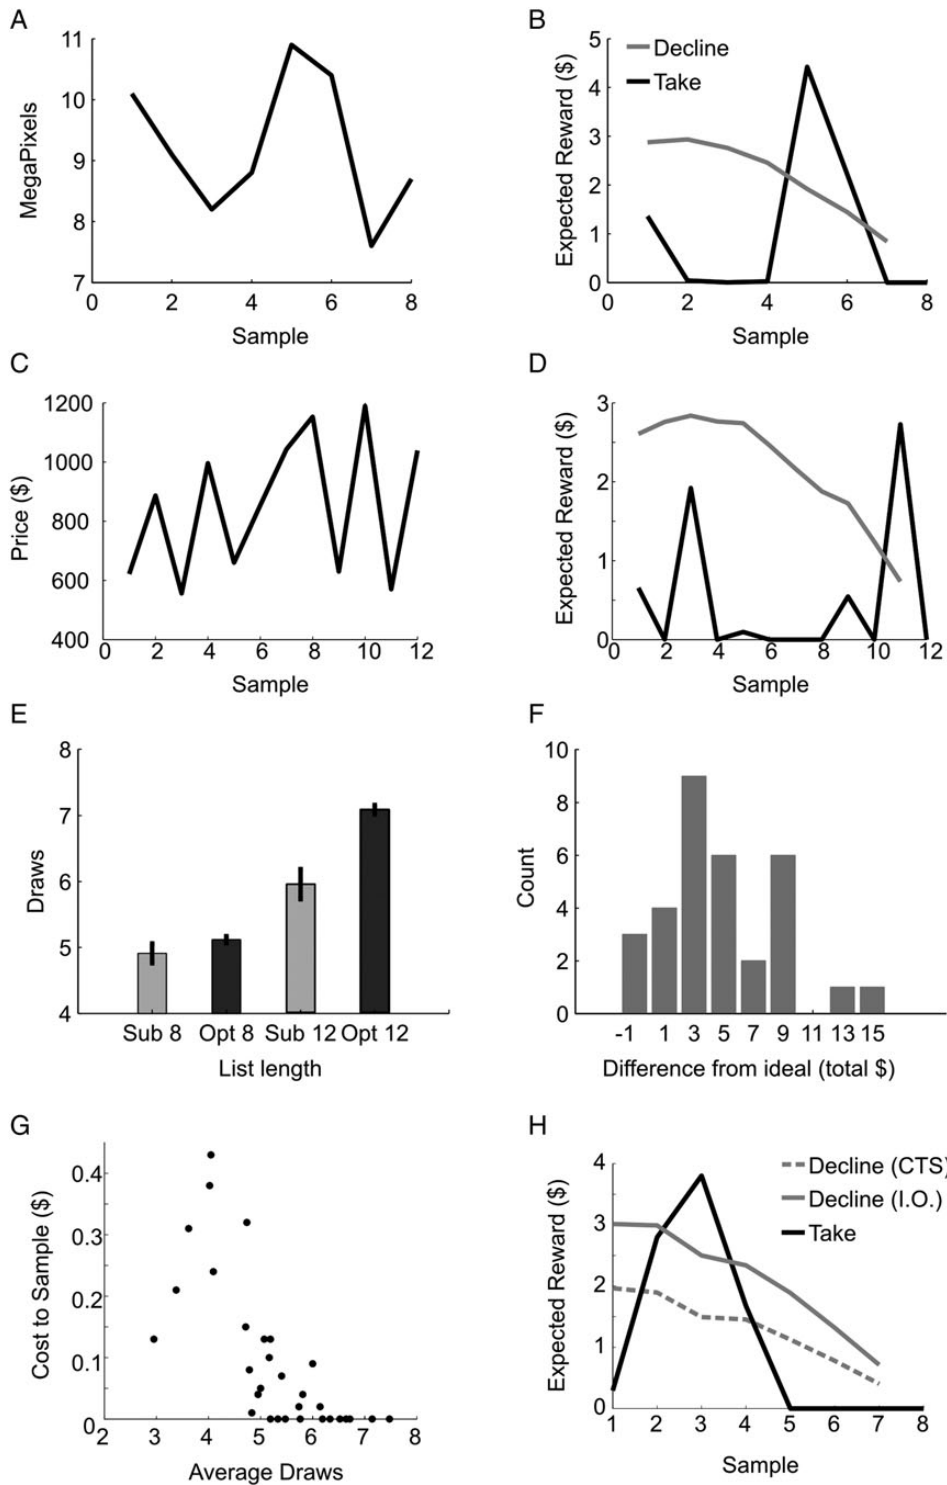 A
11
10
9
8
7
0 2 4 6 8
MegaPixels
Sample
B
5
4
3
2
1
0
0 2 4 6 8
Expected Reward ($)
Decline
Take
Sample
C
1200
1000
800
600
400
0 2 4 6 8 10 12
Price ($)
Sample
D
3
2
1
0
0 2 4 6 8 10 12
Expected Reward ($)
Sample
E
8
7
6
5
4
Draws
Sub 8 Opt 8 Sub 12 Opt 12
List length
F
10
8
6
4
2
0
Count
-1 1 3 5 7 9 11 13 15
Difference from ideal (total $)
G
0.4
0.3
0.2
0.1
0
2 3 4 5 6 7 8
Cost to Sample ($)
Average Draws
H
4
3
2
1
0
1 2 3 4 5 6 7 8
Expected Reward ($)
Decline (CTS)
Decline (I.O.)
Take
Sample